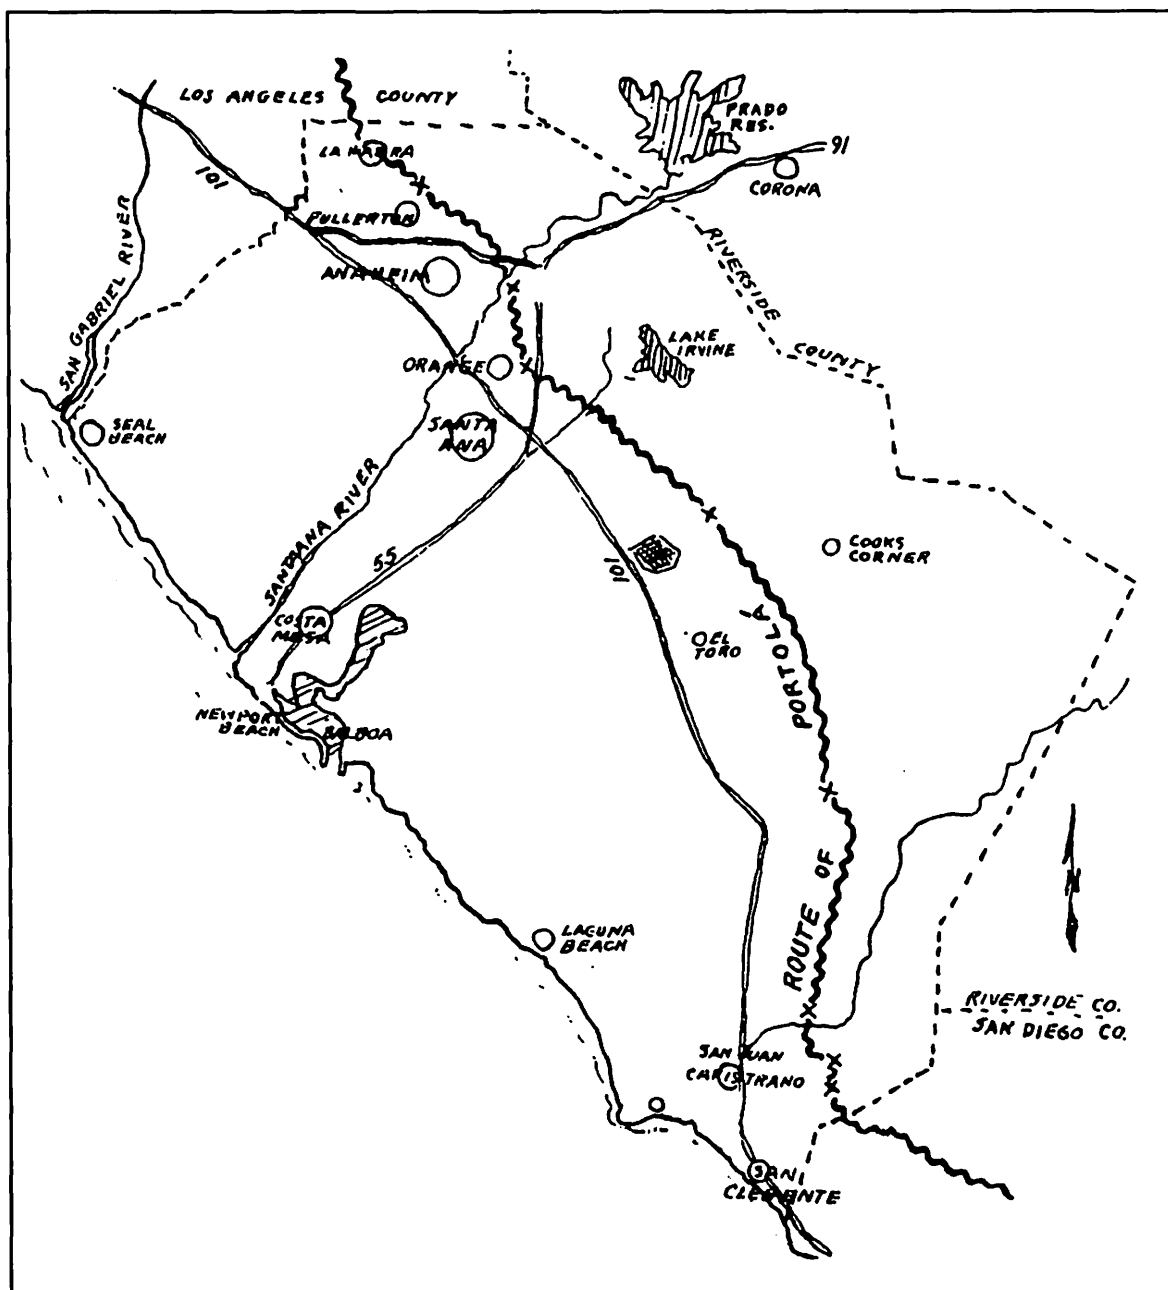 LOS ANGELES COUNTY
PRADO
RES.
91
CORONA
LA HABRA
101
FULLERTON
SAN GABRIEL RIVER
RIVERSIDE COUNTY
ANAHEIM
LAKE
IRVINE
ORANGE
SEAL
BEACH
SANTA
ANA
SANTA ANA RIVER
55
101
COOKS
CORNER
COSTA
MESA
EL
TORO
NEWPORT
BEACH
BALBOA
ROUTE OF PORTOLA
N
LAGUNA
BEACH
RIVERSIDE CO.
SAN DIEGO CO.
SAN JUAN
CAPISTRANO
SAN
CLEMENTE